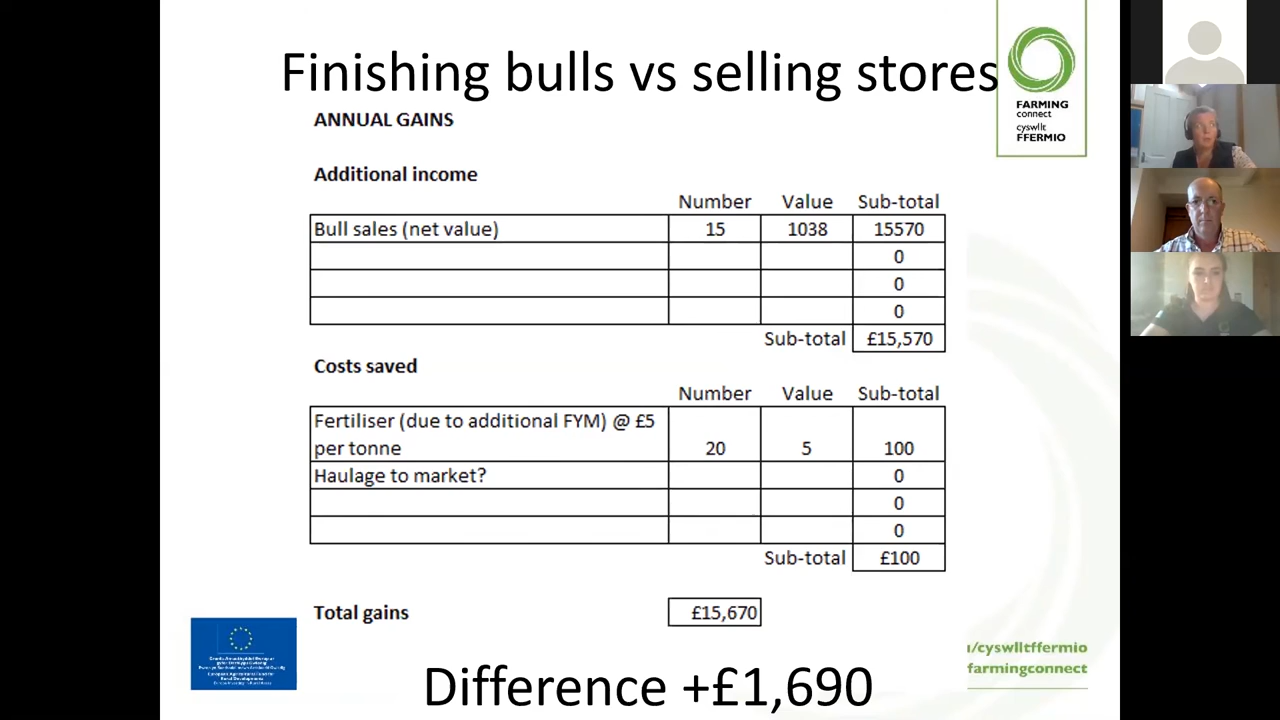 Finishing bulls vs selling stores
FARMING
connect
cyswllt
FFERMIO
ANNUAL GAINS
Additional income
Number Value Sub-total
Bull sales (net value) 15 1038 15570
0
0
0
Sub-total £15,570
Costs saved
Number Value Sub-total
Fertiliser (due to additional FYM) @ £5
per tonne 20 5 100
Haulage to market? 0
0
0
Sub-total £100
Total gains £15,670
/cyswlltffermio
farmingconnect
Difference +£1,690